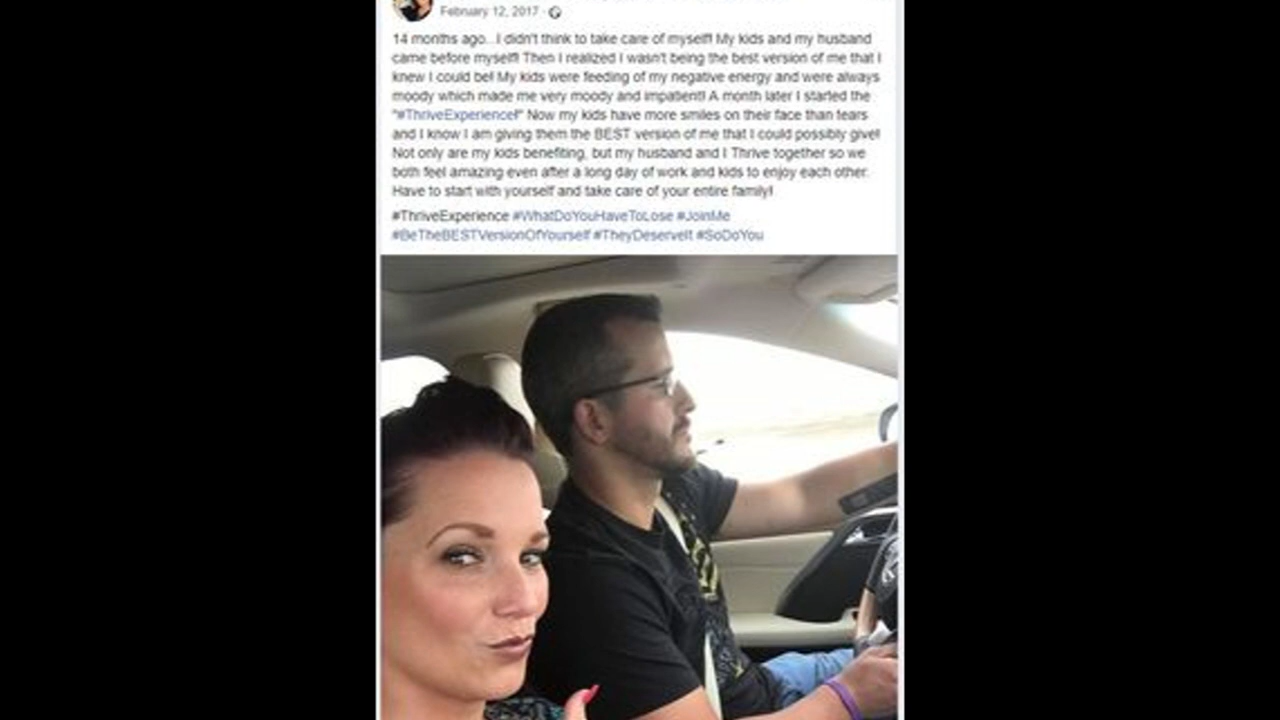 February 12, 2017 ·
14 months ago...I didn't think to take care of myself! My kids and my husband
came before myself! Then I realized I wasn't being the best version of me that I
knew I could be! My kids were feeding of my negative energy and were always
moody which made me very moody and impatient! A month later I started the
"#ThriveExperience!" Now my kids have more smiles on their face than tears
and I know I am giving them the BEST version of me that I could possibly give!
Not only are my kids benefiting, but my husband and I Thrive together so we
both feel amazing even after a long day of work and kids to enjoy each other.
Have to start with yourself and take care of your entire family!
#ThriveExperience #WhatDoYouHaveToLose #JoinMe
#BeTheBESTVersionOfYourself #TheyDeserveIt #SoDoYou